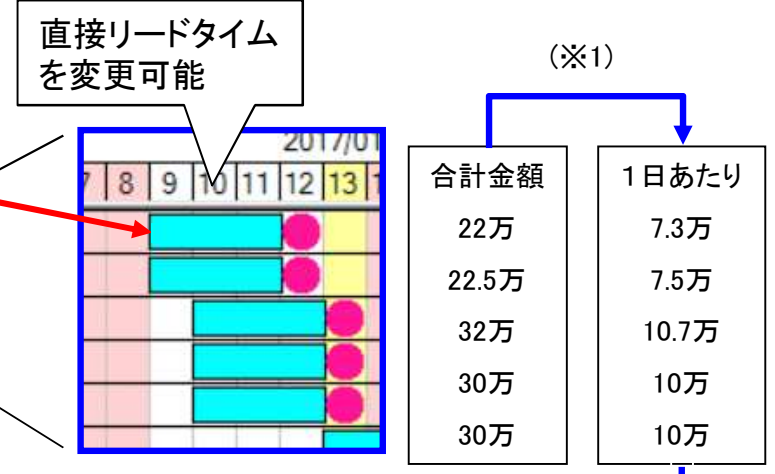 直接リードタイム
を変更可能
(※1)
2017/01
7 8 9 10 11 12 13 1
合計金額
22万
22.5万
32万
30万
30万
1日あたり
7.3万
7.5万
10.7万
10万
10万